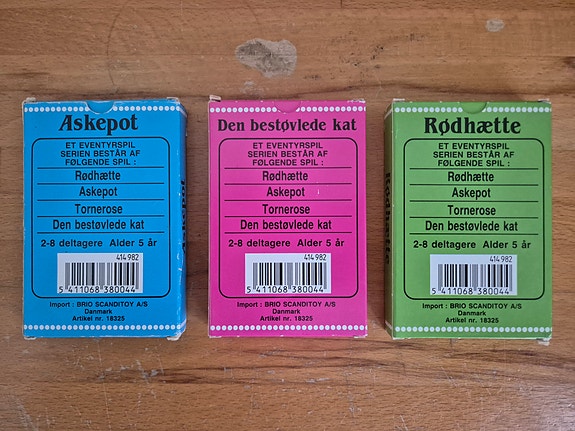 Askepot
ET EVENTYRSPIL
SERIEN BESTÅR AF
FØLGENDE SPIL :
Rødhætte
Askepot
Tornerose
Den bestøvlede kat
2-8 deltagere Alder 5 år
414 982
5 411068 380044
Import : BRIO SCANDITOY A/S
Danmark
Artikel nr. 18325
Askepot
Den bestøvlede kat
ET EVENTYRSPIL
SERIEN BESTÅR AF
FØLGENDE SPIL :
Rødhætte
Askepot
Tornerose
Den bestøvlede kat
2-8 deltagere Alder 5 år
414 982
5 411068 380044
Import : BRIO SCANDITOY A/S
Danmark
Artikel nr. 18325
Rødhætte
Rødhætte
ET EVENTYRSPIL
SERIEN BESTÅR AF
FØLGENDE SPIL :
Rødhætte
Askepot
Tornerose
Den bestøvlede kat
2-8 deltagere Alder 5 år
414 982
5 411068 380044
Import : BRIO SCANDITOY A/S
Danmark
Artikel nr. 18325